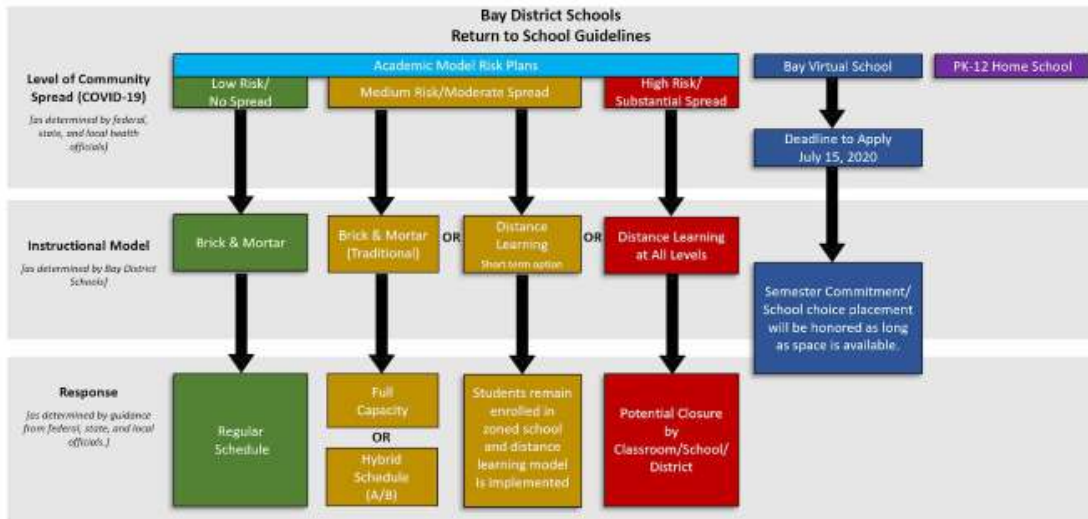 Bay District Schools
Return to School Guidelines
Level of Community
Spread (COVID-19)
[as determined by federal,
state, and local health
officials]
Academic Model Risk Plans
Low Risk/
No Spread
Medium Risk/Moderate Spread
High Risk/
Substantial Spread
Bay Virtual School
PK-12 Home School
Deadline to Apply
July 15, 2020
Instructional Model
[as determined by Bay District
Schools]
Brick & Mortar
Brick & Mortar
(Traditional)
OR
Distance
Learning
Short term option
OR
Distance Learning
at All Levels
Semester Commitment/
School choice placement
will be honored as long
as space is available.
Response
[as determined by guidance
from federal, state, and local
officials.]
Regular
Schedule
Full
Capacity
OR
Hybrid
Schedule
(A/B)
Students remain
enrolled in
zoned school
and distance
learning model
is implemented
Potential Closure
by
Classroom/School/
District